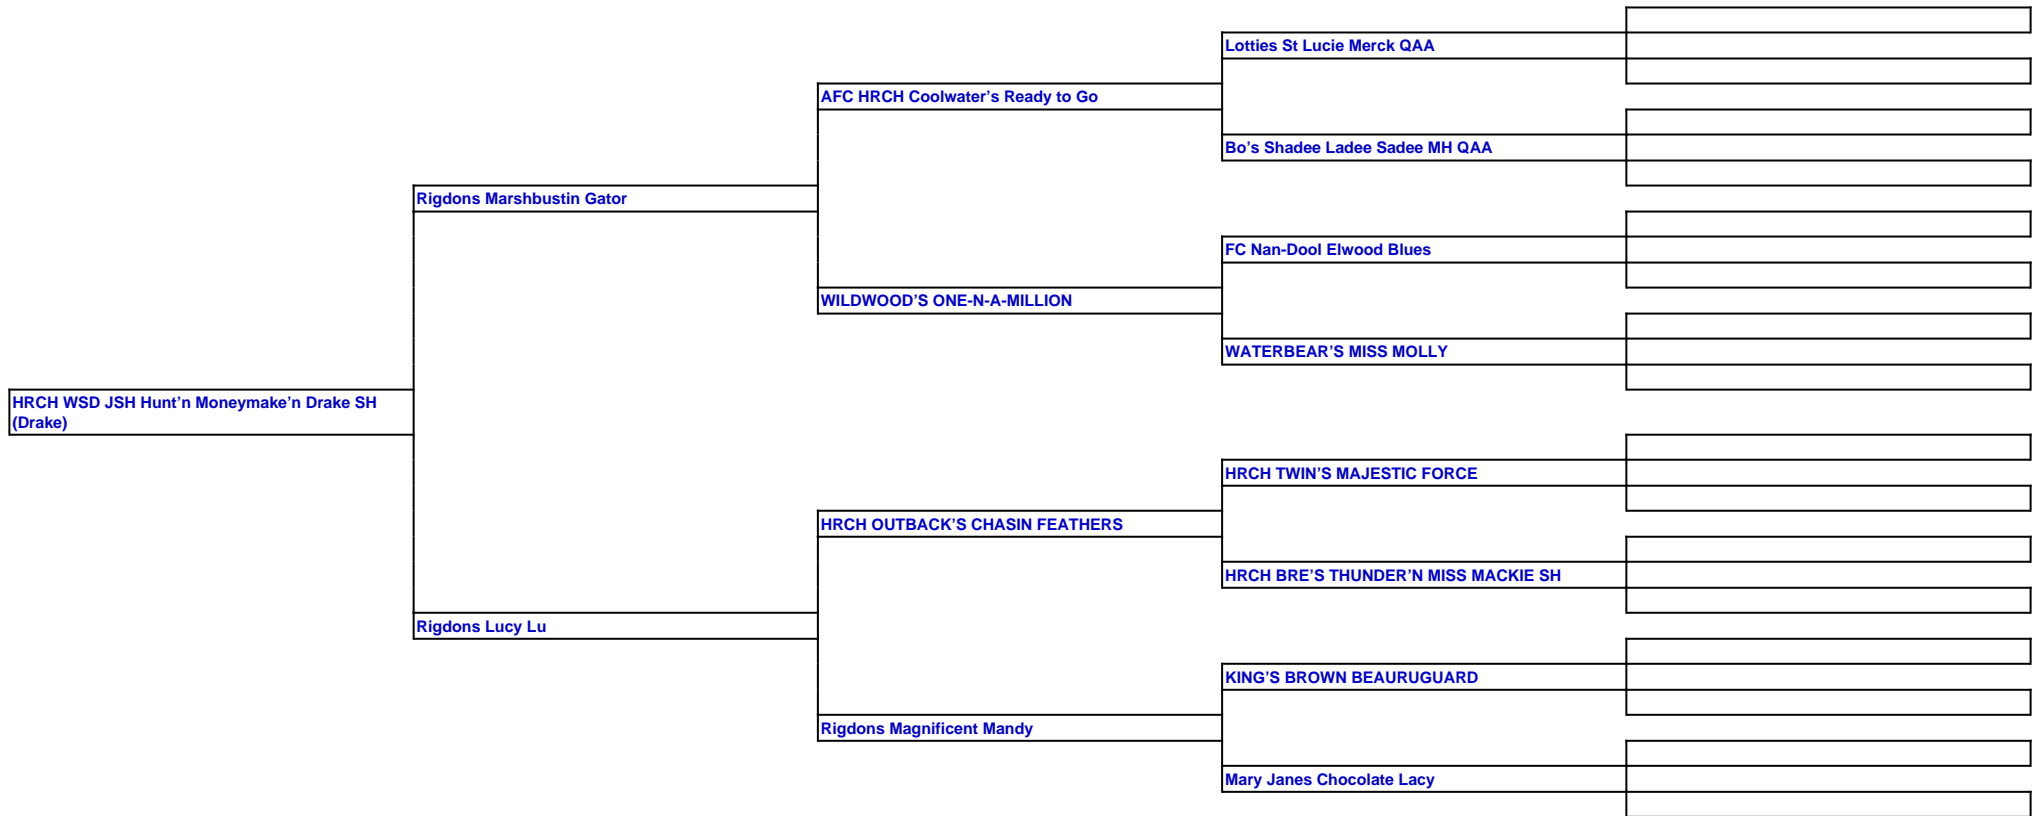 Lotties St Lucie Merck QAA
AFC HRCH Coolwater’s Ready to Go
Bo’s Shadee Ladee Sadee MH QAA
Rigdons Marshbustin Gator
FC Nan-Dool Elwood Blues
WILDWOOD’S ONE-N-A-MILLION
WATERBEAR’S MISS MOLLY
HRCH WSD JSH Hunt’n Moneymake’n Drake SH
(Drake)
HRCH TWIN’S MAJESTIC FORCE
HRCH OUTBACK’S CHASIN FEATHERS
HRCH BRE’S THUNDER’N MISS MACKIE SH
Rigdons Lucy Lu
KING’S BROWN BEAURUGUARD
Rigdons Magnificent Mandy
Mary Janes Chocolate Lacy